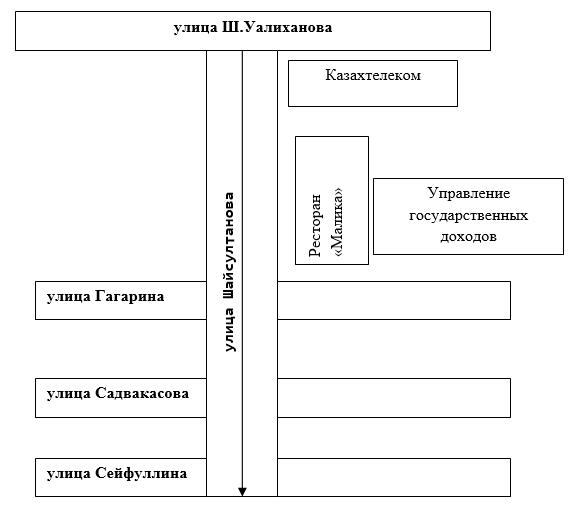 улица Ш.Уалиханова
Казахтелеком
Ресторан
«Малика»
Управление
государственных
доходов
улица Шайсултанова
улица Гагарина
улица Садвакасова
улица Сейфуллина